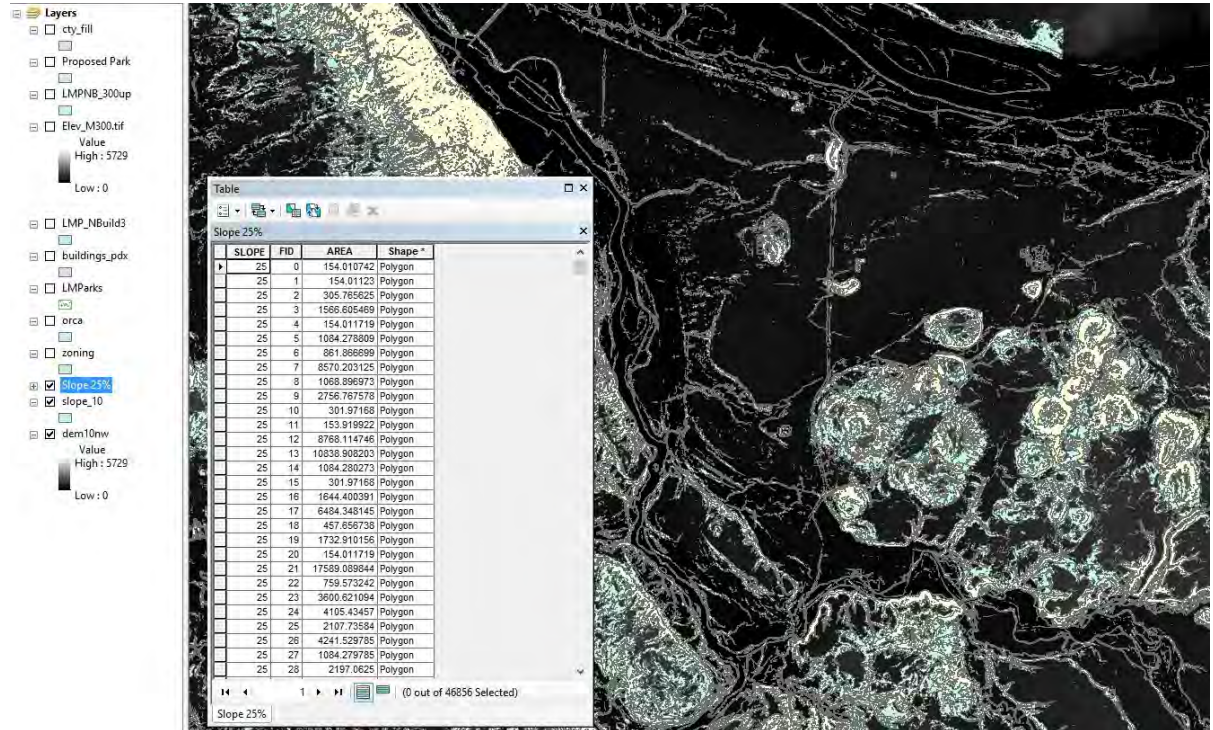 Layers
cty_fill
Proposed Park
LMPNB_300up
Elev_M300.tif
Value
High : 5729
Low : 0
LMP_NBuild3
buildings_pdx
LMParks
orca
zoning
Slope 25%
slope_10
dem10nw
Value
High : 5729
Low : 0
Table
Slope 25%
SLOPE FID AREA Shape *
25 0 154.010742 Polygon
25 1 154.01123 Polygon
25 2 305.765625 Polygon
25 3 1566.605469 Polygon
25 4 154.011719 Polygon
25 5 1084.278809 Polygon
25 6 861.866699 Polygon
25 7 8570.203125 Polygon
25 8 1068.896973 Polygon
25 9 2756.767578 Polygon
25 10 301.97168 Polygon
25 11 153.919922 Polygon
25 12 8768.114746 Polygon
25 13 10838.908203 Polygon
25 14 1084.280273 Polygon
25 15 301.97168 Polygon
25 16 1644.400391 Polygon
25 17 6484.348145 Polygon
25 18 457.656738 Polygon
25 19 1732.910156 Polygon
25 20 154.011719 Polygon
25 21 17589.089844 Polygon
25 22 759.573242 Polygon
25 23 3600.621094 Polygon
25 24 4105.43457 Polygon
25 25 2107.73584 Polygon
25 26 4241.529785 Polygon
25 27 1084.279785 Polygon
25 28 2197.0625 Polygon
1 (0 out of 46856 Selected)
Slope 25%